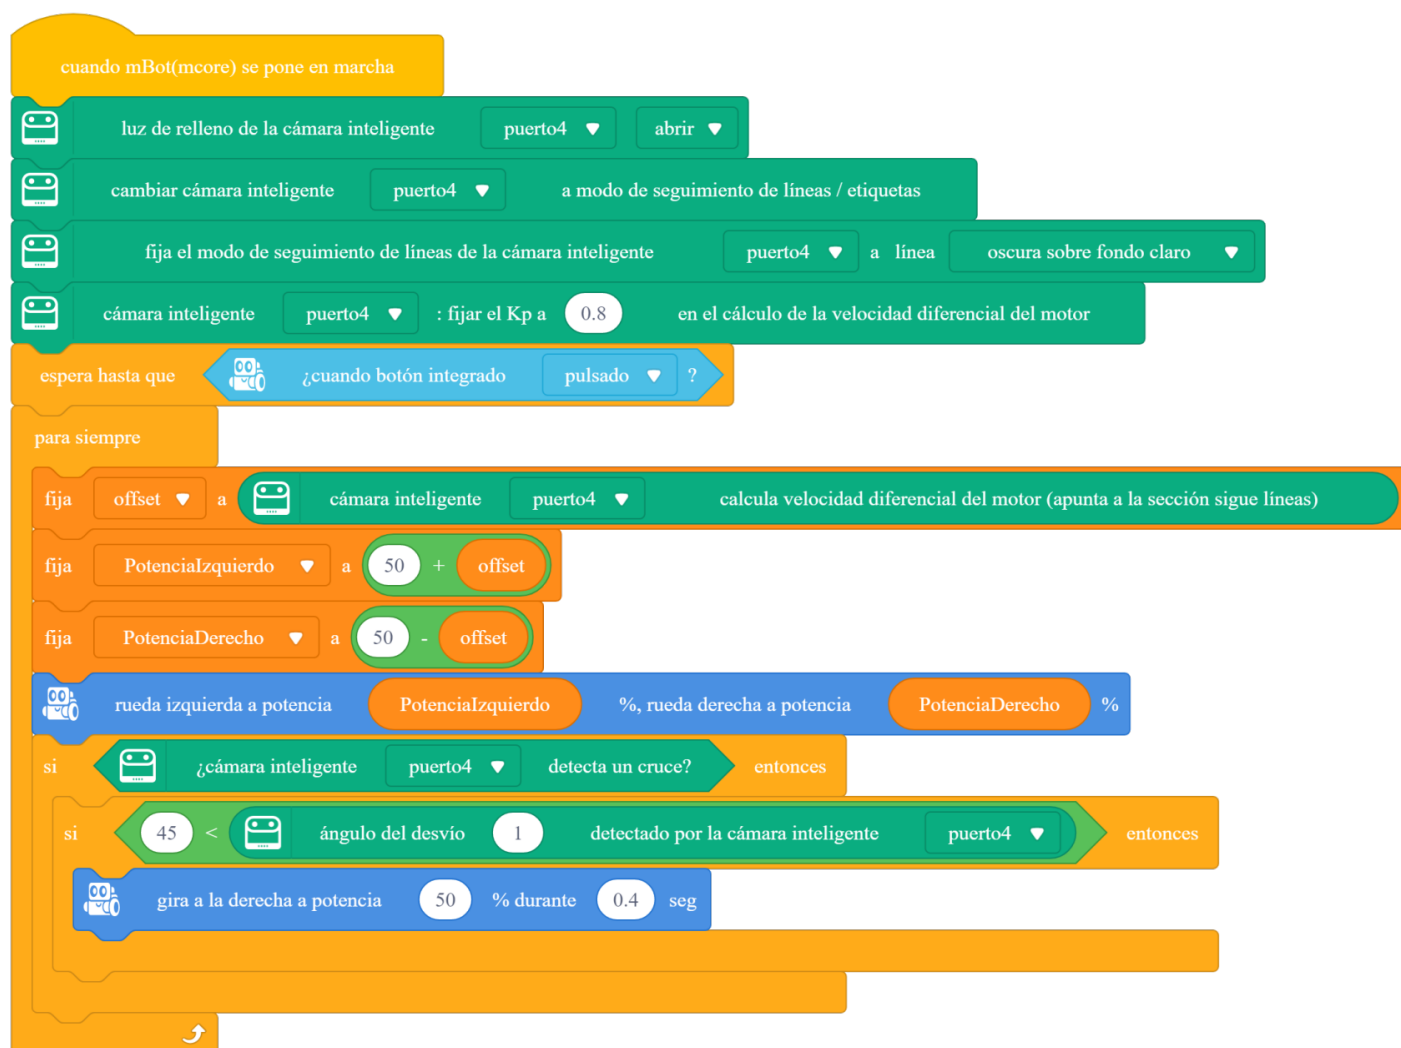 cuando mBot(mcore) se pone en marcha
luz de relleno de la cámara inteligente puerto4 abrir
cambiar cámara inteligente puerto4 a modo de seguimiento de líneas / etiquetas
fija el modo de seguimiento de líneas de la cámara inteligente puerto4 a línea oscura sobre fondo claro
cámara inteligente puerto4 : fijar el Kp a 0.8 en el cálculo de la velocidad diferencial del motor
espera hasta que ¿cuando botón integrado pulsado ?
para siempre
fija offset a cámara inteligente puerto4 calcula velocidad diferencial del motor (apunta a la sección sigue líneas)
fija PotenciaIzquierdo a 50 + offset
fija PotenciaDerecho a 50 - offset
rueda izquierda a potencia PotenciaIzquierdo %, rueda derecha a potencia PotenciaDerecho %
si ¿cámara inteligente puerto4 detecta un cruce? entonces
si 45 < ángulo del desvío 1 detectado por la cámara inteligente puerto4 entonces
gira a la derecha a potencia 50 % durante 0.4 seg